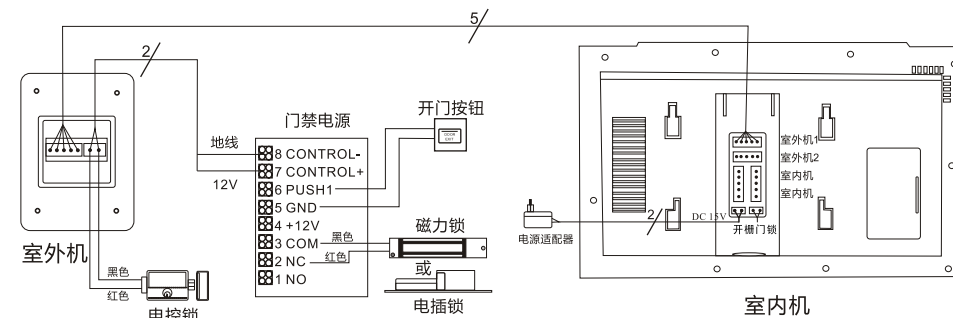 5
2
2
室外机
黑色
红色
电控锁
地线
12V
门禁电源
8 CONTROL-
7 CONTROL+
6 PUSH1
5 GND
4 +12V
3 COM
2 NC
1 NO
开门按钮
DOOR
EXIT
黑色
红色
磁力锁
或
电插锁
电源适配器
DC 15V
室外机1
室外机2
室内机
室内机
开栅门锁
室内机